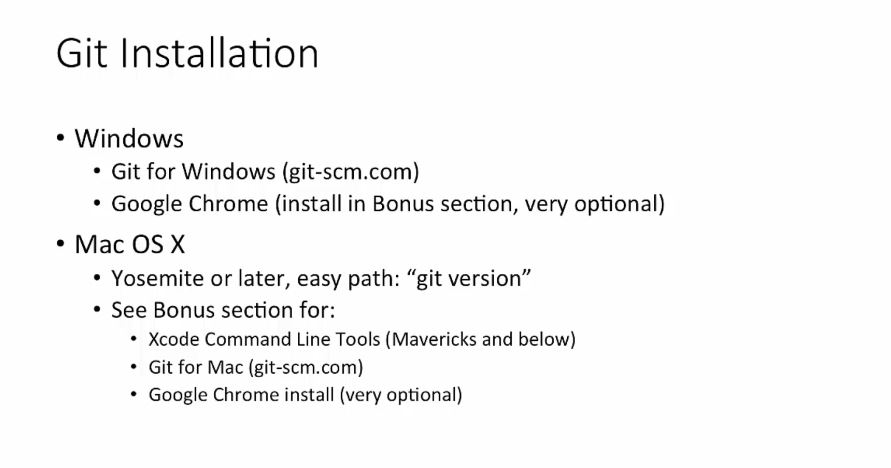 Git Installation
• Windows
• Git for Windows (git-scm.com)
• Google Chrome (install in Bonus section, very optional)
• Mac OS X
• Yosemite or later, easy path: “git version”
• See Bonus section for:
• Xcode Command Line Tools (Mavericks and below)
• Git for Mac (git-scm.com)
• Google Chrome install (very optional)